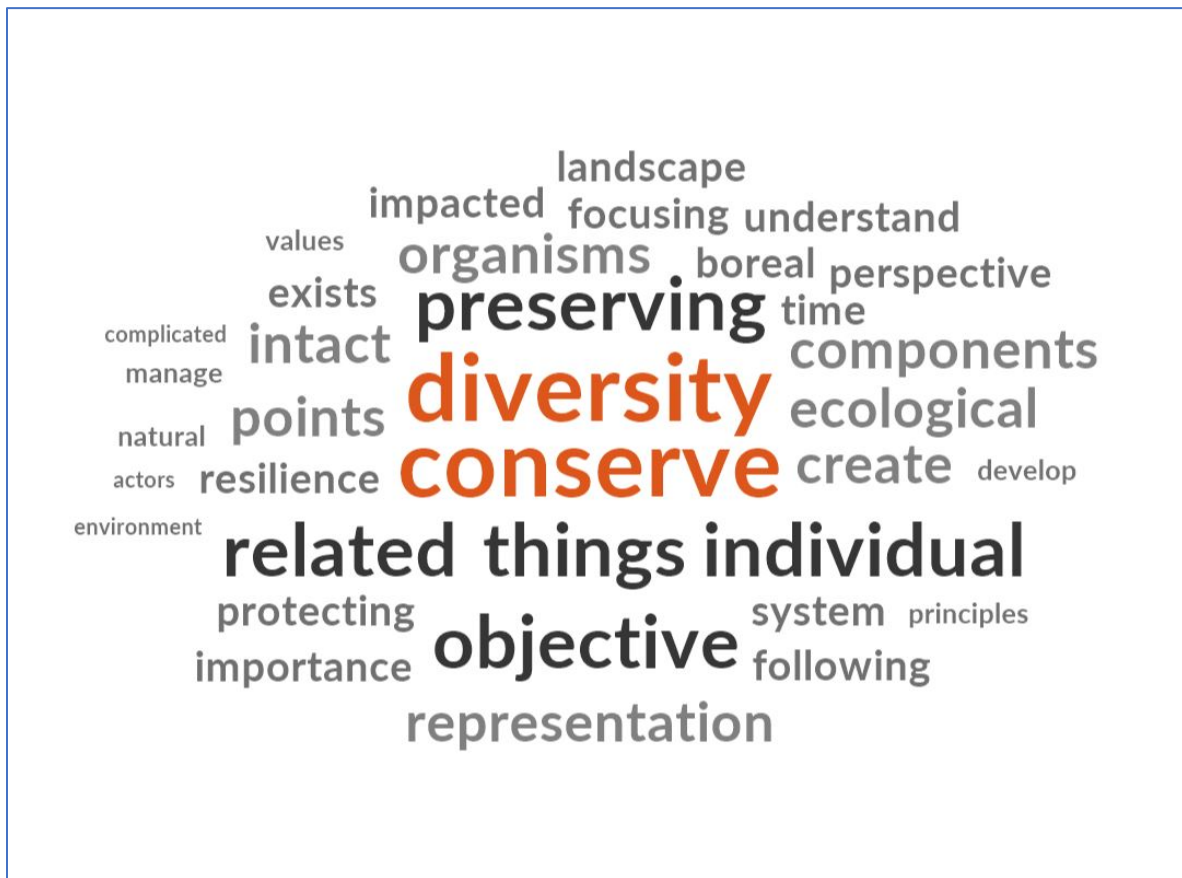 landscape
impacted focusing understand
values organisms boreal perspective
exists preserving time
complicated intact diversity components
manage
natural points ecological
actors resilience conserve create develop
environment related things individual
protecting objective system principles
importance following
representation